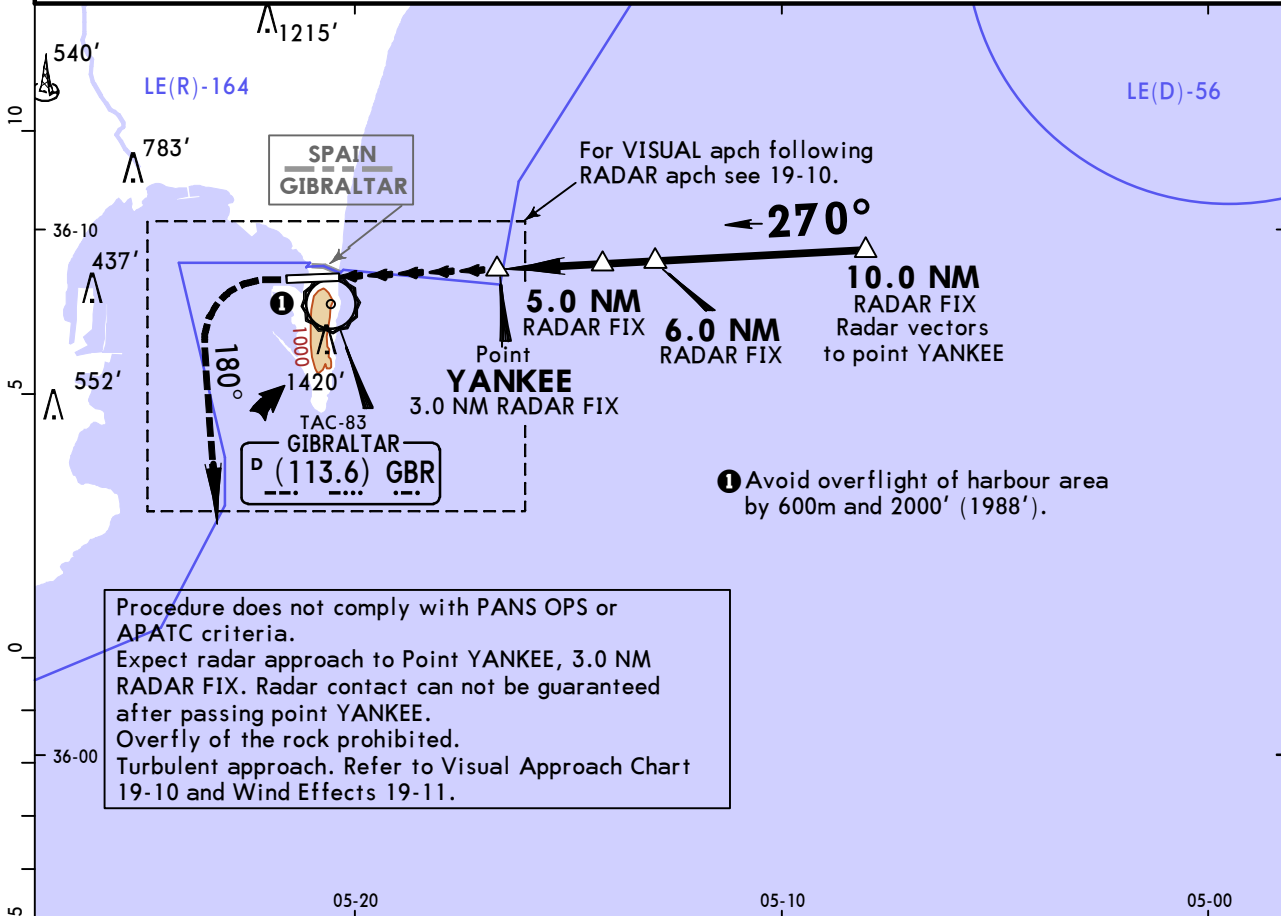 1215'
540'
LE(R)-164
LE(D)-56
10
783'
SPAIN
GIBRALTAR
For VISUAL apch following
RADAR apch see 19-10.
270°
36-10
437'
1
10.0 NM
RADAR FIX
Radar vectors
to point YANKEE
5.0 NM
RADAR FIX
6.0 NM
RADAR FIX
Point
YANKEE
3.0 NM RADAR FIX
1000
180°
1420'
5
552'
TAC-83
GIBRALTAR
D (113.6) GBR
1 Avoid overflight of harbour area
by 600m and 2000' (1988').
Procedure does not comply with PANS OPS or
APATC criteria.
Expect radar approach to Point YANKEE, 3.0 NM
RADAR FIX. Radar contact can not be guaranteed
after passing point YANKEE.
Overfly of the rock prohibited.
Turbulent approach. Refer to Visual Approach Chart
19-10 and Wind Effects 19-11.
0
36-00
5
05-20
05-10
05-00